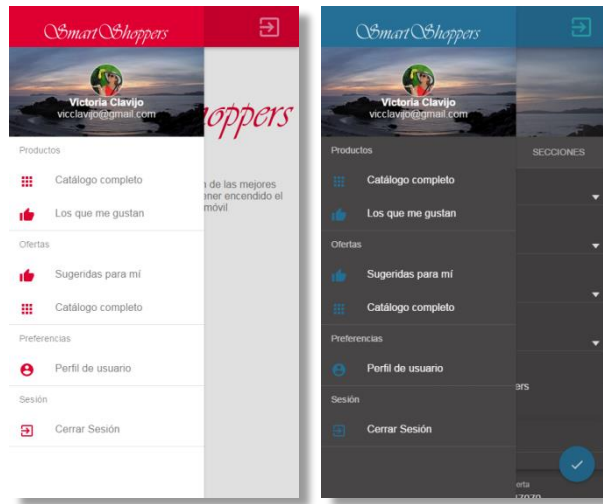 SmartShoppers
Victoria Clavijo
vicclavijo@gmail.com
oppers
Productos
Catálogo completo
n de las mejores
ener encendido el
móvil
Los que me gustan
Ofertas
Sugeridas para mí
Catálogo completo
Preferencias
Perfil de usuario
Sesión
Cerrar Sesión
SmartShoppers
Victoria Clavijo
vicclavijo@gmail.com
Productos
SECCIONES
Catálogo completo
Los que me gustan
Ofertas
Sugeridas para mí
Catálogo completo
Preferencias
Perfil de usuario
ers
Sesión
Cerrar Sesión
erta